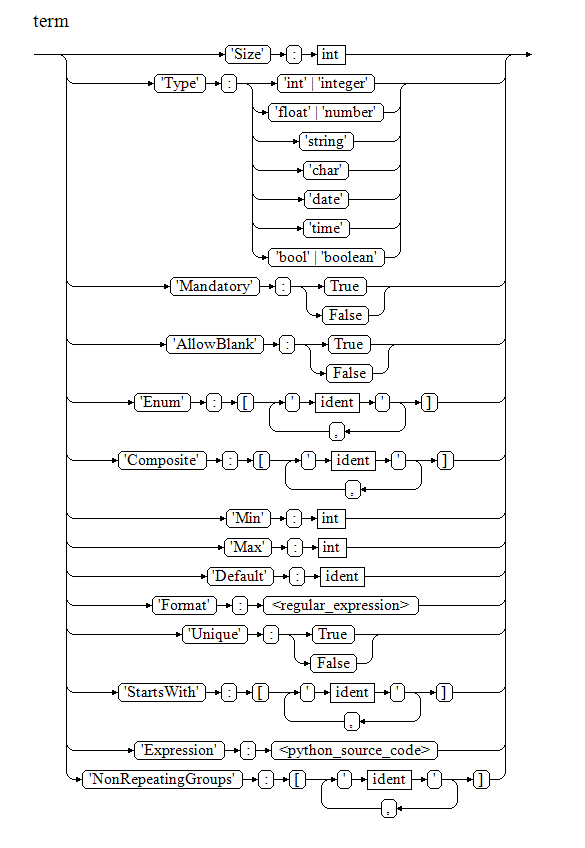 term
'Size' : int
'Type' : 'int' | 'integer'
'float' | 'number'
'string'
'char'
'date'
'time'
'bool' | 'boolean'
'Mandatory' : True
False
'AllowBlank' : True
False
'Enum' : [ ' ident ' ]
,
'Composite' : [ ' ident ' ]
,
'Min' : int
'Max' : int
'Default' : ident
'Format' : <regular_expression>
'Unique' : True
False
'StartsWith' : [ ' ident ' ]
,
'Expression' : <python_source_code>
'NonRepeatingGroups' : [ ' ident ' ]
,